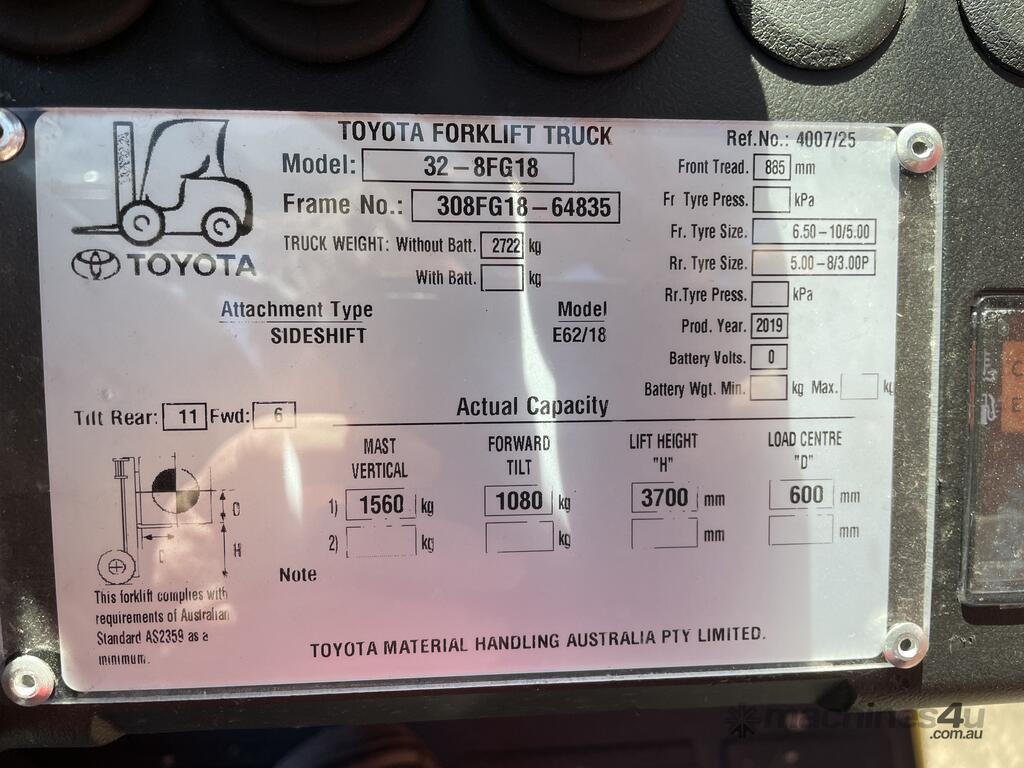 TOYOTA FORKLIFT TRUCK
Ref.No.: 4007/25
Model: 32-8FG18
Frame No.: 308FG18-64835
TRUCK WEIGHT: Without Batt. 2722 kg
With Batt. kg
TOYOTA
Front Tread. 885 mm
Fr Tyre Press. kPa
Fr. Tyre Size. 6.50-10/5.00
Rr. Tyre Size. 5.00-8/3.00P
Rr.Tyre Press. kPa
Prod. Year. 2019
Battery Volts. 0
Battery Wgt. Min. kg Max. kg
Attachment Type Model
SIDESHIFT E62/18
Tilt Rear: 11 Fwd: 6
Actual Capacity
MAST FORWARD LIFT HEIGHT LOAD CENTRE
VERTICAL TILT "H" "D"
1) 1560 kg 1080 kg 3700 mm 600 mm
2) kg kg mm mm
H
Note
This forklift complies with
requirements of Australian
Standard AS2359 as a
minimum.
TOYOTA MATERIAL HANDLING AUSTRALIA PTY LIMITED.
machines4u
.com.au